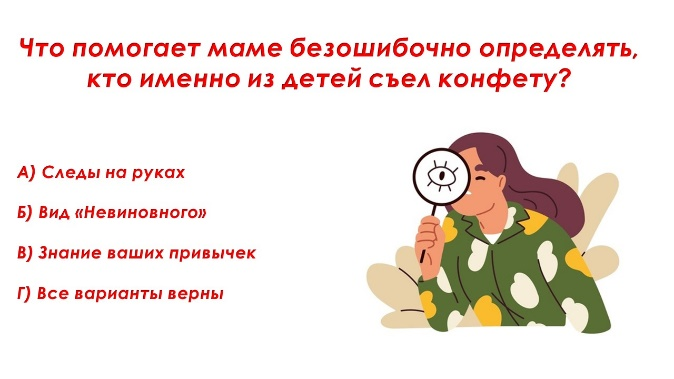 Что помогает маме безошибочно определять,
кто именно из детей съел конфету?
А) Следы на руках
Б) Вид «Невиновного»
В) Знание ваших привычек
Г) Все варианты верны